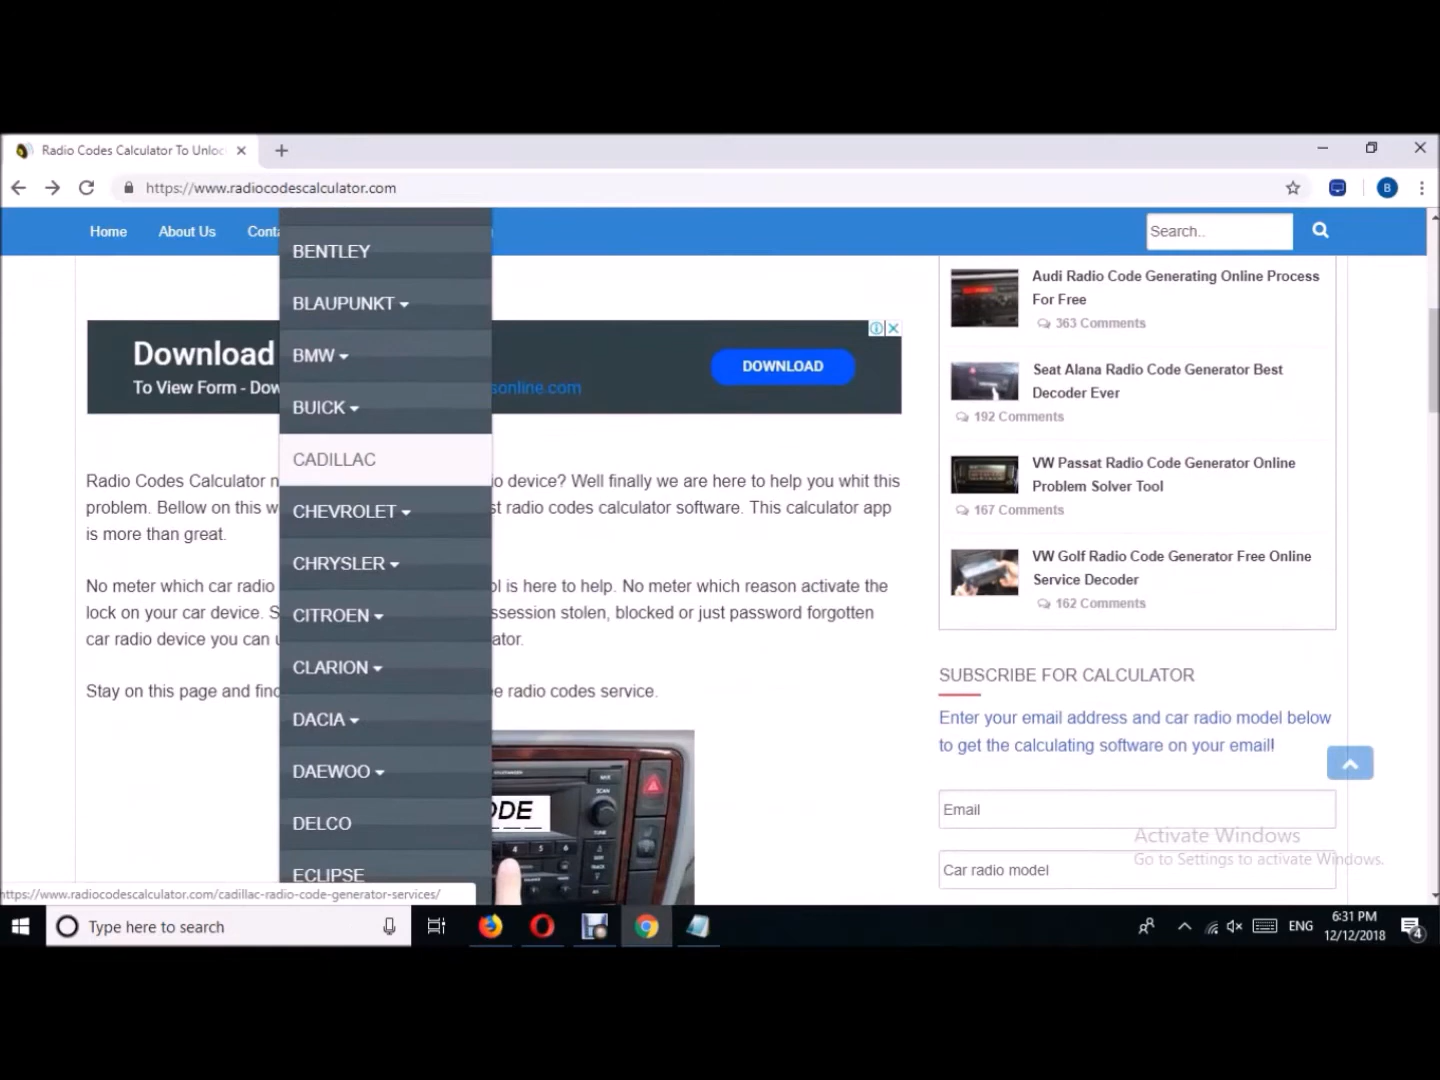 Radio Codes Calculator To Unloc
https://www.radiocodescalculator.com
B
Home About Us Conta
Search..
BENTLEY
BLAUPUNKT
BMW
BUICK
CADILLAC
CHEVROLET
CHRYSLER
CITROEN
CLARION
DACIA
DAEWOO
DELCO
ECLIPSE
Download
To View Form - Dow sonline.com
DOWNLOAD
Radio Codes Calculator n o device? Well finally we are here to help you whit this
problem. Bellow on this w st radio codes calculator software. This calculator app
is more than great.
No meter which car radio ol is here to help. No meter which reason activate the
lock on your car device. S ssession stolen, blocked or just password forgotten
car radio device you can u ator.
Stay on this page and find e radio codes service.
ODE
4 5 6
Audi Radio Code Generating Online Process
For Free
363 Comments
Seat Alana Radio Code Generator Best
Decoder Ever
192 Comments
VW Passat Radio Code Generator Online
Problem Solver Tool
167 Comments
VW Golf Radio Code Generator Free Online
Service Decoder
162 Comments
SUBSCRIBE FOR CALCULATOR
Enter your email address and car radio model below
to get the calculating software on your email!
Email
Car radio model
Activate Windows
Go to Settings to activate Windows.
https://www.radiocodescalculator.com/cadillac-radio-code-generator-services/
Type here to search
ENG
6:31 PM
12/12/2018
4